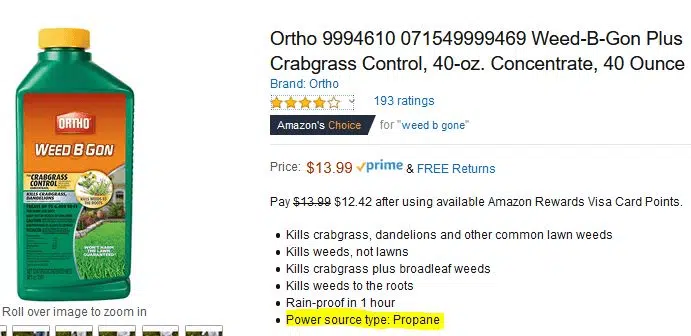 Ortho 9994610 071549999469 Weed-B-Gon Plus
Crabgrass Control, 40-oz. Concentrate, 40 Ounce
Brand: Ortho
193 ratings
Amazon's Choice for "weed b gone"
Price: $13.99 prime & FREE Returns
Pay $13.99 $12.42 after using available Amazon Rewards Visa Card Points.
• Kills crabgrass, dandelions and other common lawn weeds
• Kills weeds, not lawns
• Kills crabgrass plus broadleaf weeds
• Kills weeds to the roots
• Rain-proof in 1 hour
• Power source type: Propane
ORTHO
WEED B GON
CRABGRASS
CONTROL
KILLS CRABGRASS,
DANDELIONS
KILLS WEEDS TO
THE ROOTS
WON'T HARM
THE LAWN
GUARANTEED!
Roll over image to zoom in